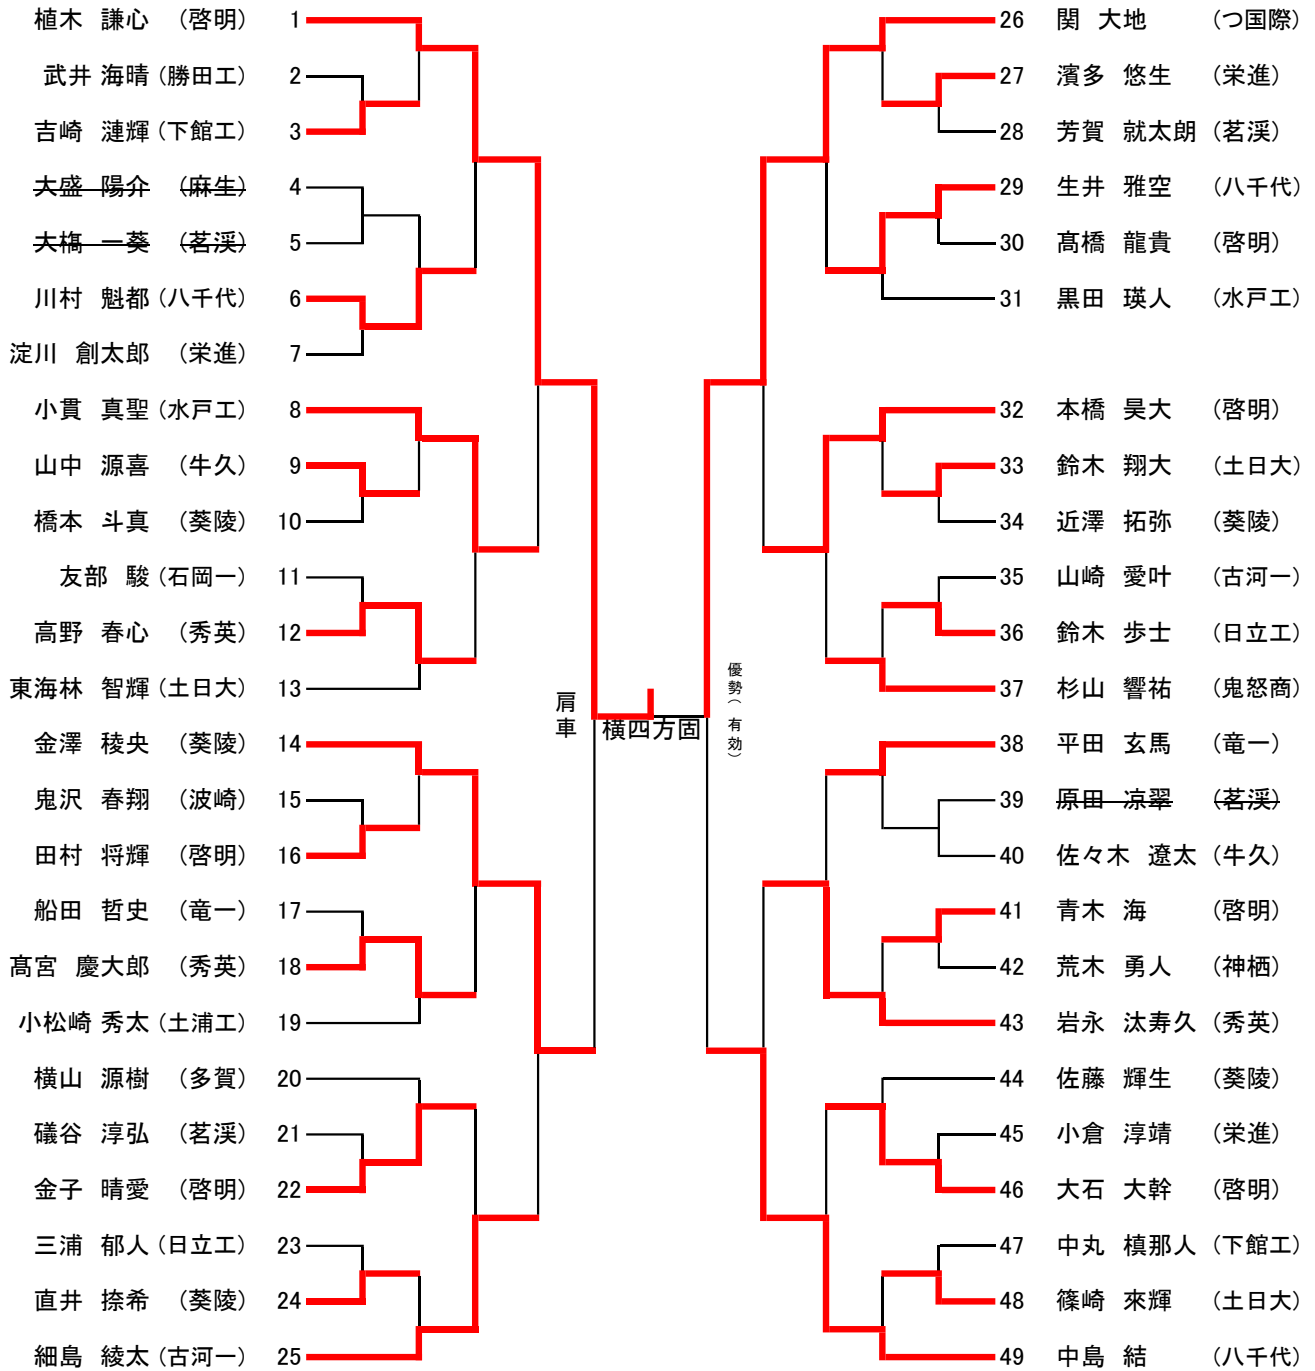 植木 謙心 (啓明) 1
武井 海晴 (勝田工) 2
吉崎 漣輝 (下館工) 3
大盛 陽介 (麻生) 4
大槗 一葵 (茗渓) 5
川村 魁都 (八千代) 6
淀川 創太郎 (栄進) 7
小貫 真聖 (水戸工) 8
山中 源喜 (牛久) 9
橋本 斗真 (葵陵) 10
友部 駿 (石岡一) 11
高野 春心 (秀英) 12
東海林 智輝 (土日大) 13
金澤 稜央 (葵陵) 14
鬼沢 春翔 (波崎) 15
田村 将輝 (啓明) 16
船田 哲史 (竜一) 17
髙宮 慶大郎 (秀英) 18
小松崎 秀太 (土浦工) 19
横山 源樹 (多賀) 20
礒谷 淳弘 (茗渓) 21
金子 晴愛 (啓明) 22
三浦 郁人 (日立工) 23
直井 捺希 (葵陵) 24
細島 綾太 (古河一) 25
肩車
横四方固
優勢(有効)
26 関 大地 (つ国際)
27 濱多 悠生 (栄進)
28 芳賀 就太朗 (茗渓)
29 生井 雅空 (八千代)
30 髙橋 龍貴 (啓明)
31 黒田 瑛人 (水戸工)
32 本橋 昊大 (啓明)
33 鈴木 翔大 (土日大)
34 近澤 拓弥 (葵陵)
35 山崎 愛叶 (古河一)
36 鈴木 歩士 (日立工)
37 杉山 響祐 (鬼怒商)
38 平田 玄馬 (竜一)
39 原田 凉翠 (茗渓)
40 佐々木 遼太 (牛久)
41 青木 海 (啓明)
42 荒木 勇人 (神栖)
43 岩永 汰寿久 (秀英)
44 佐藤 輝生 (葵陵)
45 小倉 淳靖 (栄進)
46 大石 大幹 (啓明)
47 中丸 槙那人 (下館工)
48 篠崎 來輝 (土日大)
49 中島 結 (八千代)